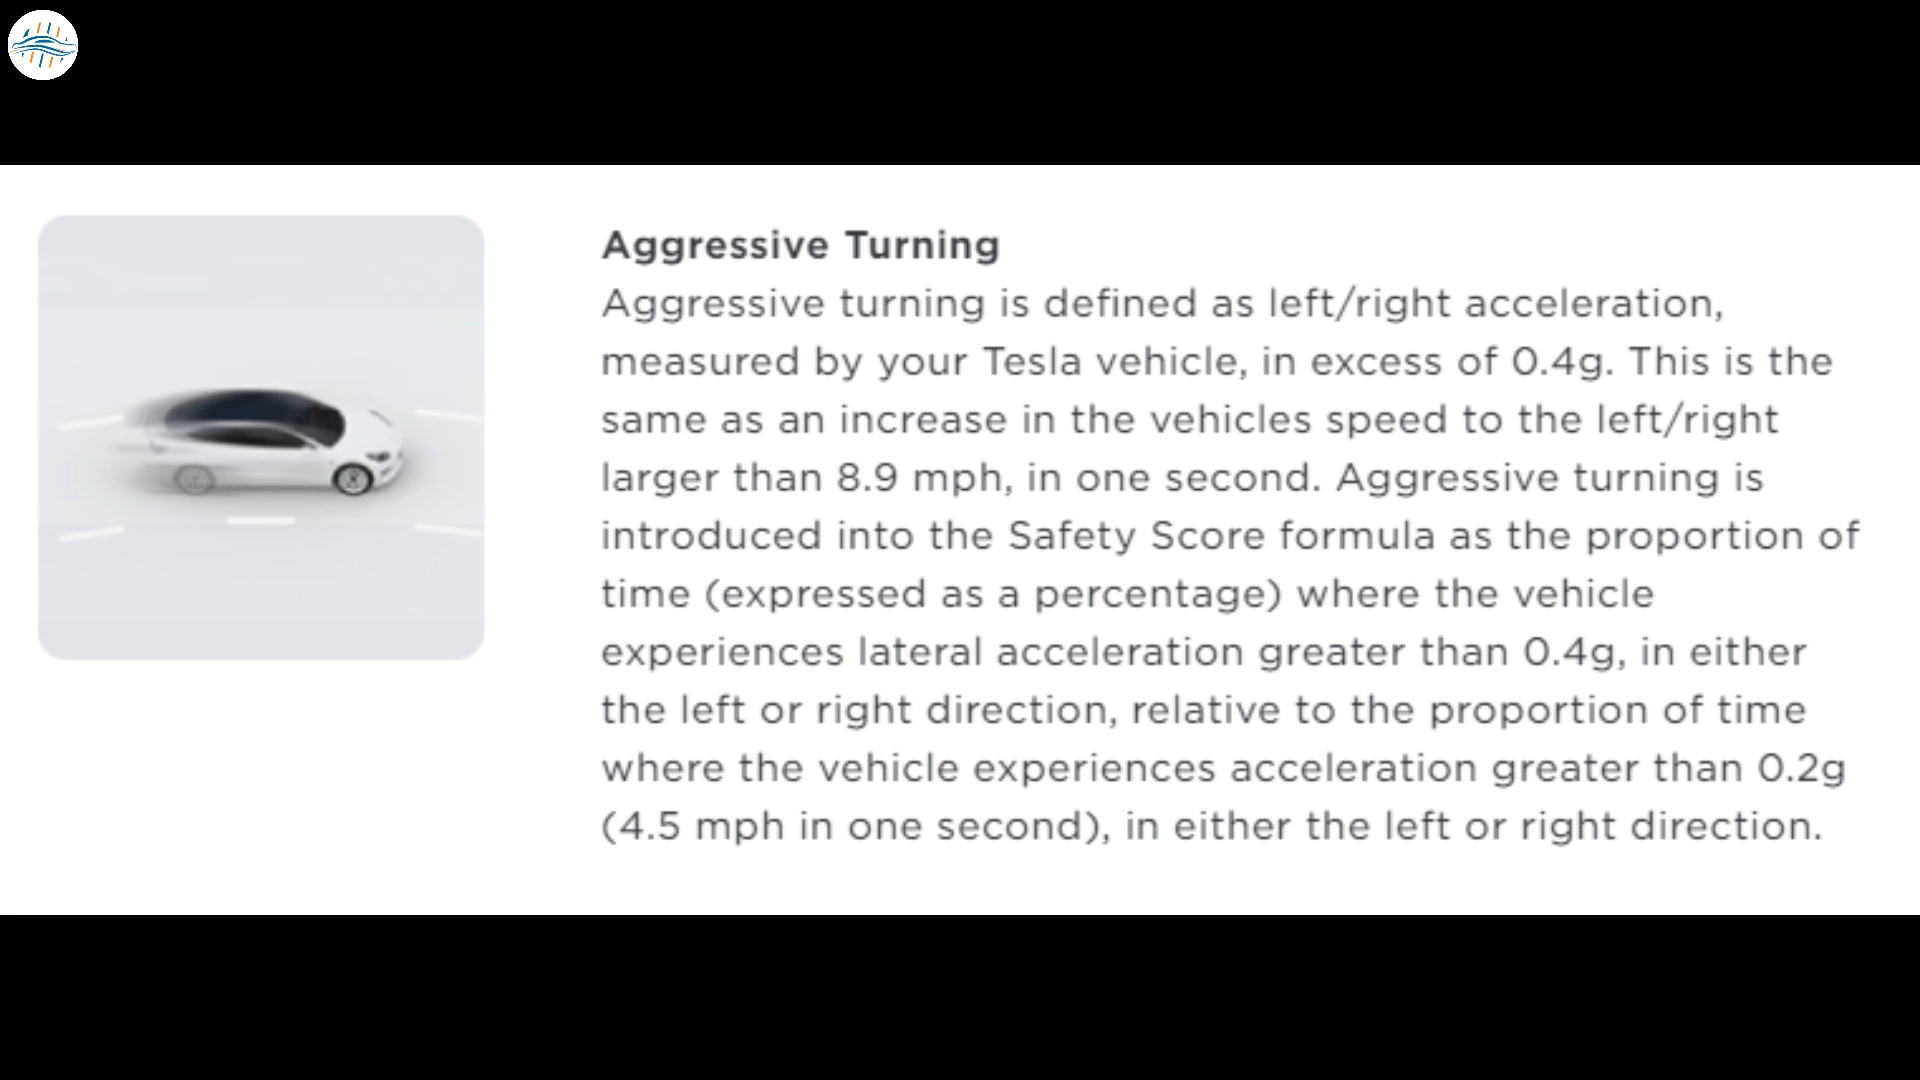 Aggressive Turning
Aggressive turning is defined as left/right acceleration,
measured by your Tesla vehicle, in excess of 0.4g. This is the
same as an increase in the vehicles speed to the left/right
larger than 8.9 mph, in one second. Aggressive turning is
introduced into the Safety Score formula as the proportion of
time (expressed as a percentage) where the vehicle
experiences lateral acceleration greater than 0.4g, in either
the left or right direction, relative to the proportion of time
where the vehicle experiences acceleration greater than 0.2g
(4.5 mph in one second), in either the left or right direction.